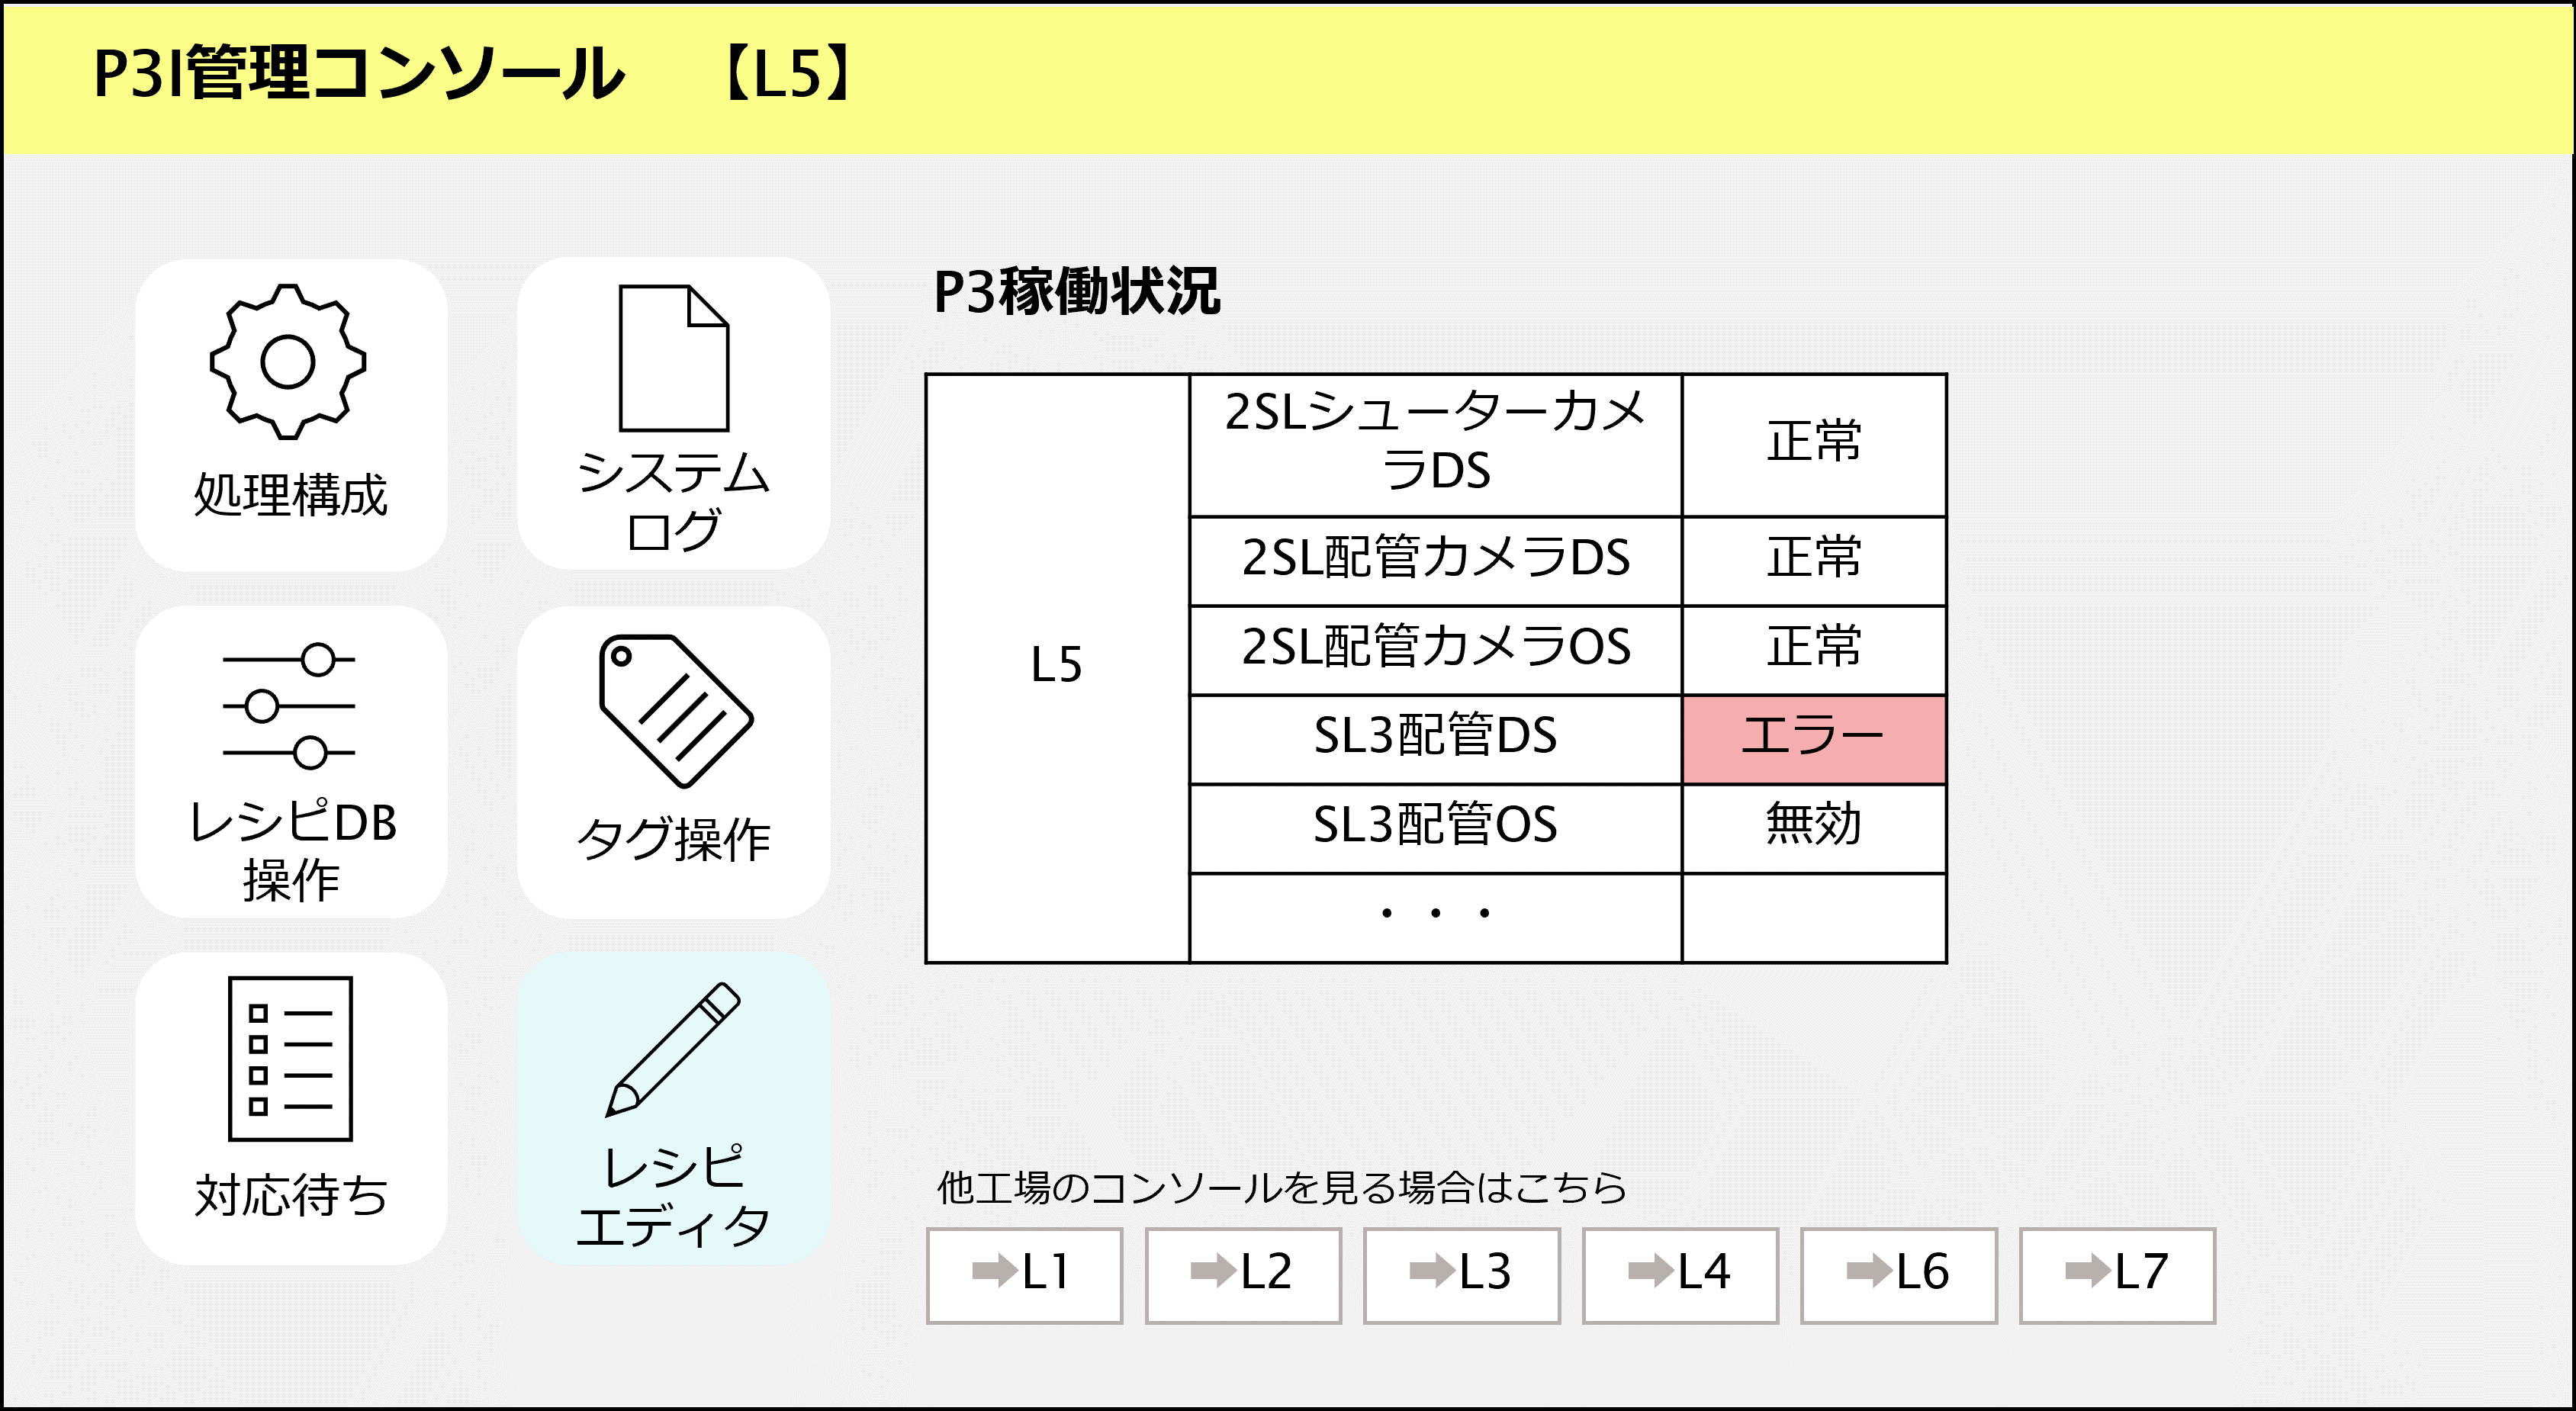 P3I管理コンソール　【L5】
処理構成
システム
ログ
レシピDB
操作
タグ操作
対応待ち
レシピ
エディタ
P3稼働状況
L5
2SLシューターカメ
ラDS
正常
2SL配管カメラDS
正常
2SL配管カメラOS
正常
SL3配管DS
エラー
SL3配管OS
無効
・・・
他工場のコンソールを見る場合はこちら
➡L1
➡L2
➡L3
➡L4
➡L6
➡L7